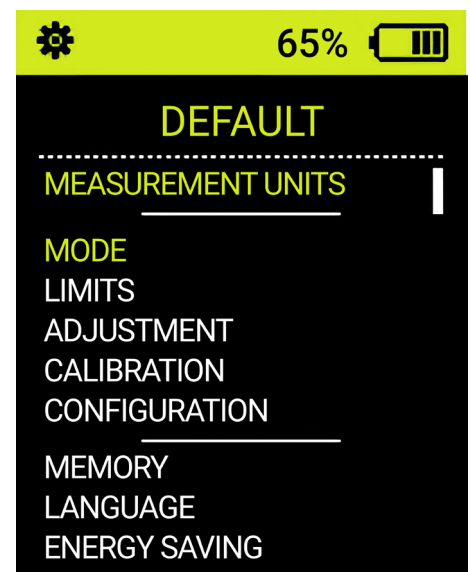 65%
DEFAULT
MEASUREMENT UNITS
MODE
LIMITS
ADJUSTMENT
CALIBRATION
CONFIGURATION
MEMORY
LANGUAGE
ENERGY SAVING